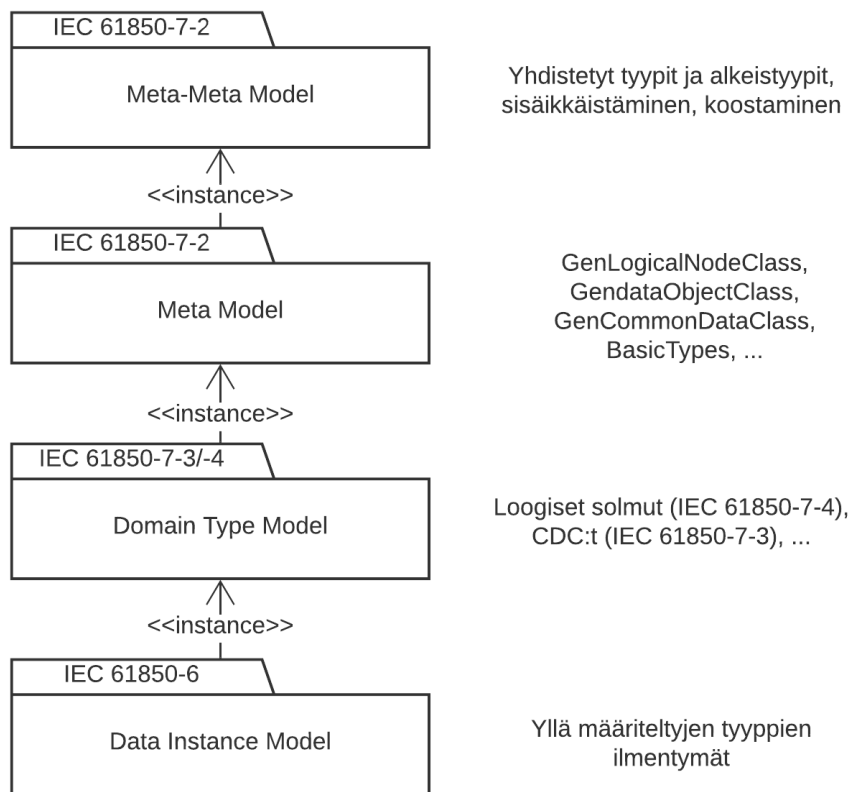 IEC 61850-7-2
Meta-Meta Model
Yhdistetyt tyypit ja alkeistyypit,
sisäikkäistäminen, koostaminen
<<instance>>
IEC 61850-7-2
Meta Model
GenLogicalNodeClass,
GendataObjectClass,
GenCommonDataClass,
BasicTypes, ...
<<instance>>
IEC 61850-7-3/-4
Domain Type Model
Loogiset solmut (IEC 61850-7-4),
CDC:t (IEC 61850-7-3), ...
<<instance>>
IEC 61850-6
Data Instance Model
Yllä määriteltyjen tyyppien
ilmentymät